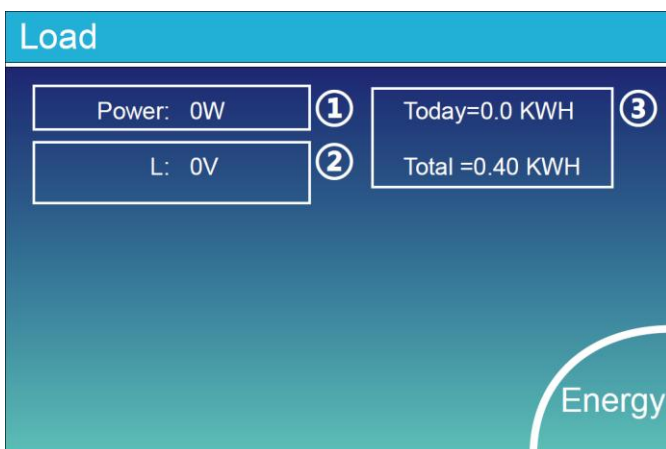 Load
Power: 0W ①
L: 0V ②
Today=0.0 KWH ③
Total =0.40 KWH
Energy